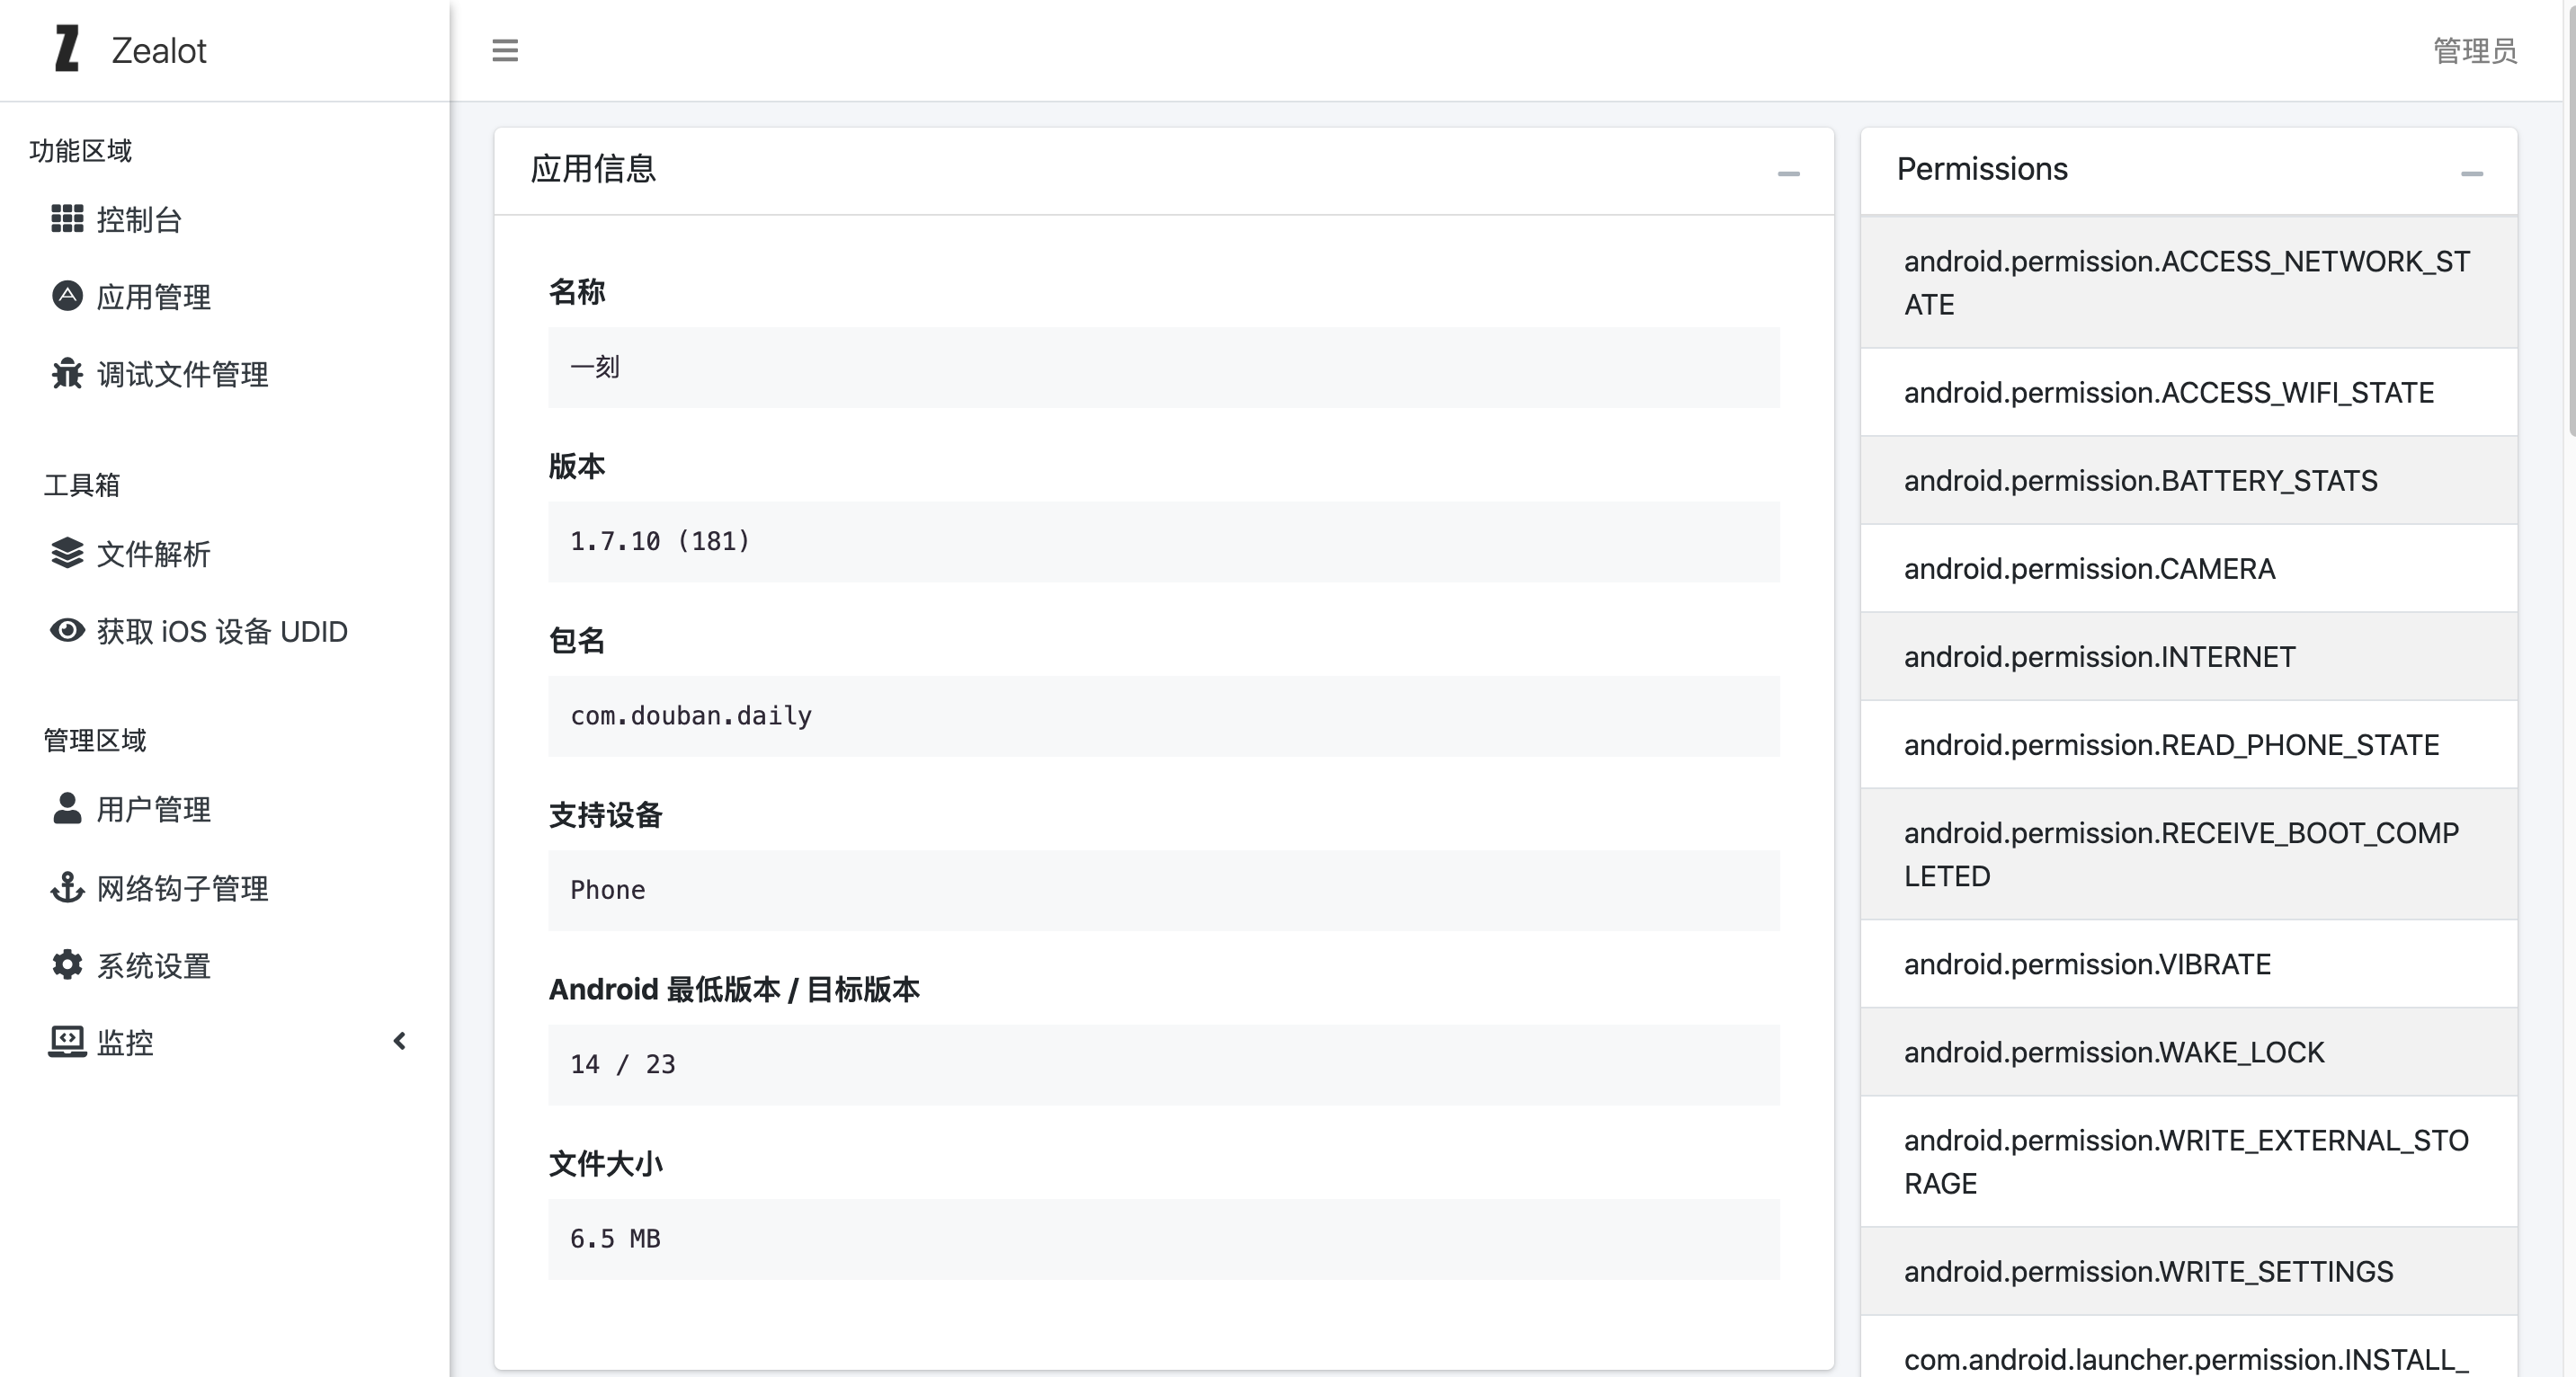 Zealot
管理员
功能区域
控制台
应用管理
调试文件管理
工具箱
文件解析
获取 iOS 设备 UDID
管理区域
用户管理
网络钩子管理
系统设置
监控
应用信息
名称
一刻
版本
1.7.10 (181)
包名
com.douban.daily
支持设备
Phone
Android 最低版本 / 目标版本
14 / 23
文件大小
6.5 MB
Permissions
android.permission.ACCESS_NETWORK_ST
ATE
android.permission.ACCESS_WIFI_STATE
android.permission.BATTERY_STATS
android.permission.CAMERA
android.permission.INTERNET
android.permission.READ_PHONE_STATE
android.permission.RECEIVE_BOOT_COMP
LETED
android.permission.VIBRATE
android.permission.WAKE_LOCK
android.permission.WRITE_EXTERNAL_STO
RAGE
android.permission.WRITE_SETTINGS
com.android.launcher.permission.INSTALL_